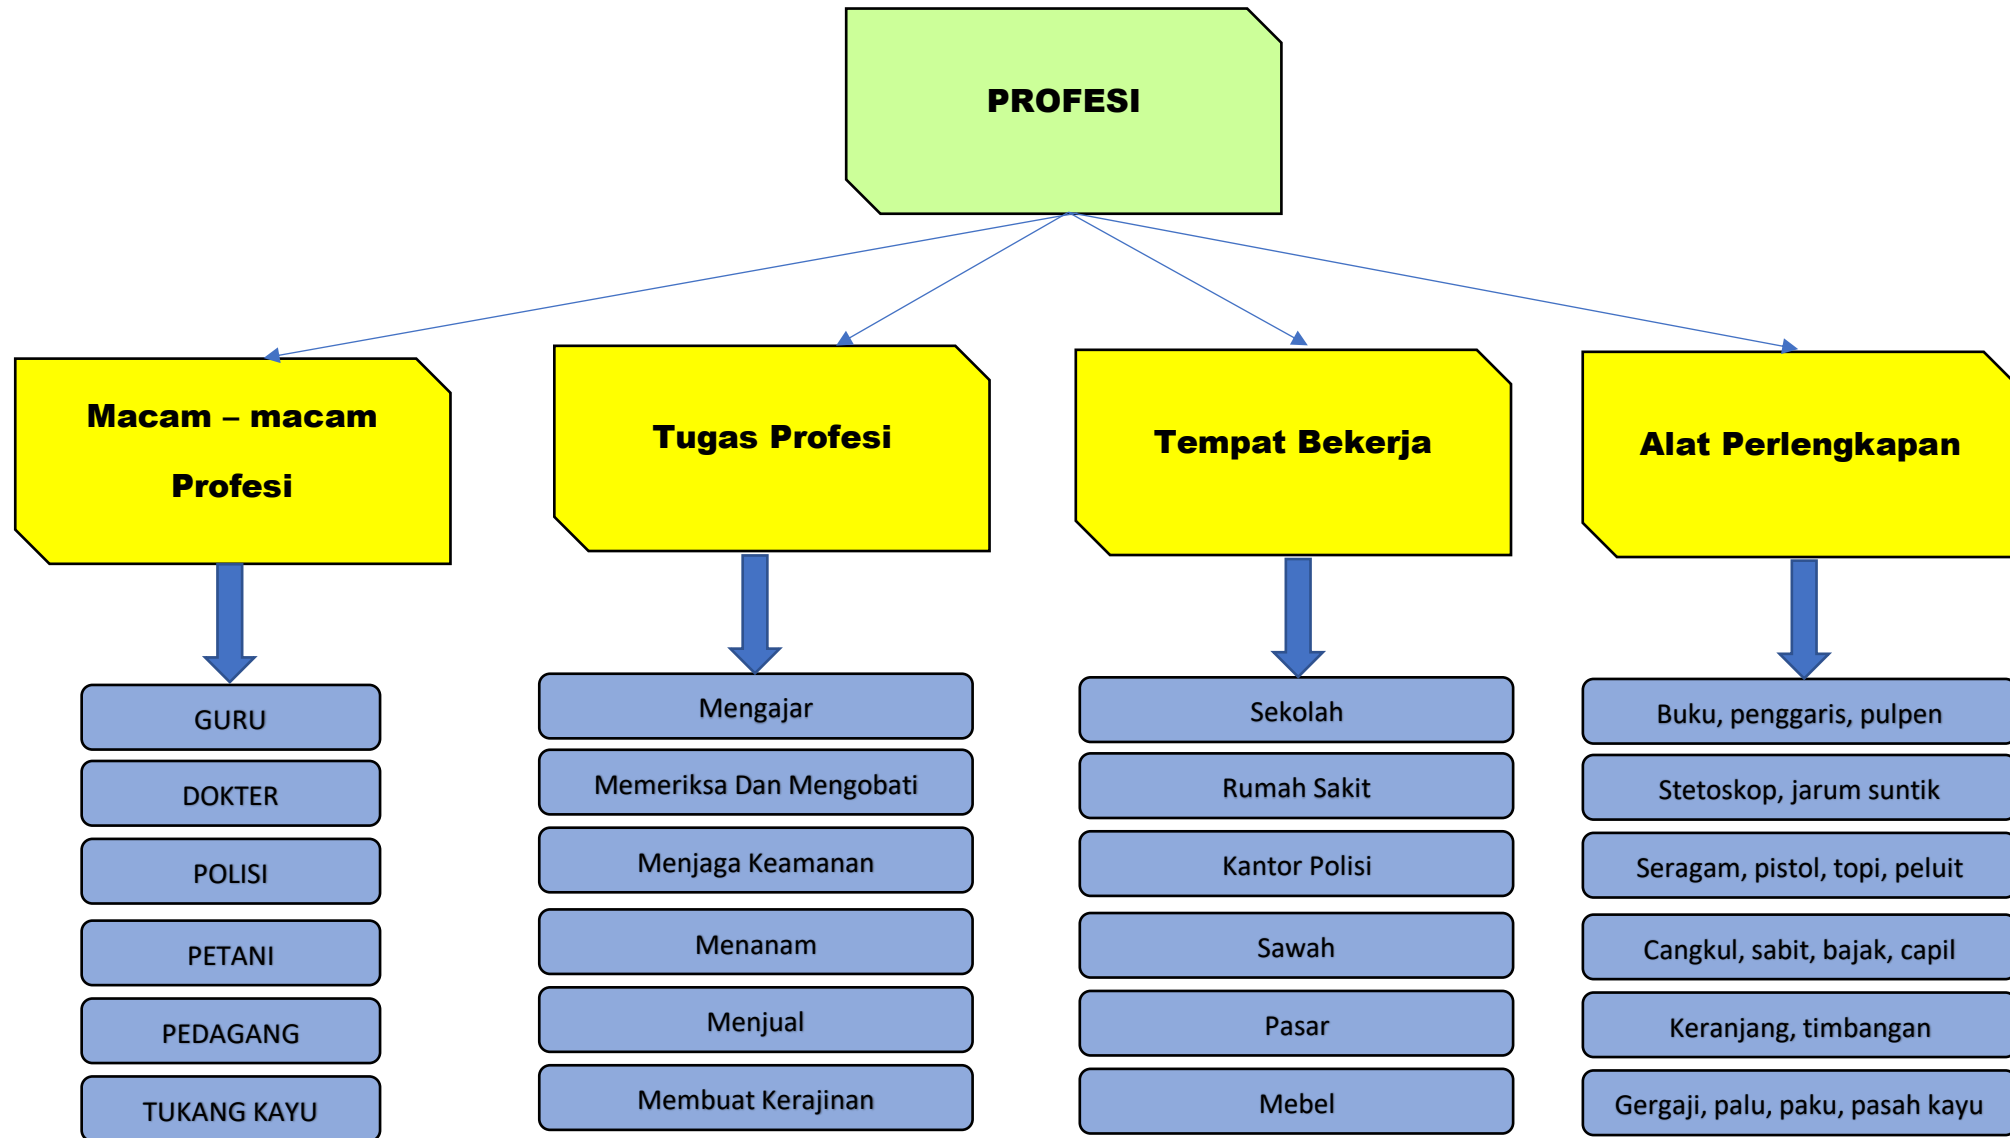 PROFESI
Macam – macam
Profesi
Tugas Profesi
Tempat Bekerja
Alat Perlengkapan
GURU
DOKTER
POLISI
PETANI
PEDAGANG
TUKANG KAYU
Mengajar
Memeriksa Dan Mengobati
Menjaga Keamanan
Menanam
Menjual
Membuat Kerajinan
Sekolah
Rumah Sakit
Kantor Polisi
Sawah
Pasar
Mebel
Buku, penggaris, pulpen
Stetoskop, jarum suntik
Seragam, pistol, topi, peluit
Cangkul, sabit, bajak, capil
Keranjang, timbangan
Gergaji, palu, paku, pasah kayu